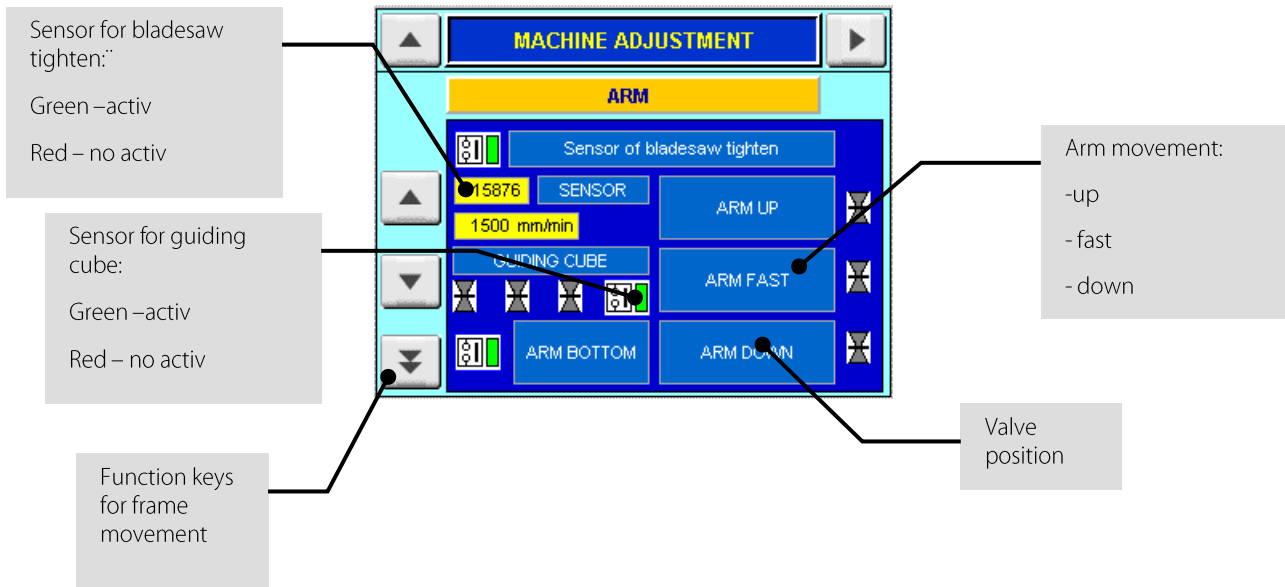 Sensor for bladesaw
tighten:¨
Green –activ
Red – no activ
Sensor for guiding
cube:
Green –activ
Red – no activ
Function keys
for frame
movement
MACHINE ADJUSTMENT
ARM
Sensor of bladesaw tighten
15876
SENSOR
1500 mm/min
GUIDING CUBE
ARM BOTTOM
ARM UP
ARM FAST
ARM DOWN
Arm movement:
-up
- fast
- down
Valve
position